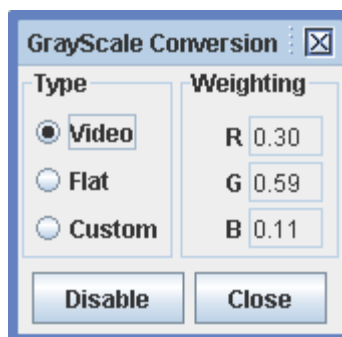 GrayScale Conversion
Type
Weighting
Video
R 0.30
Flat
G 0.59
Custom
B 0.11
Disable
Close